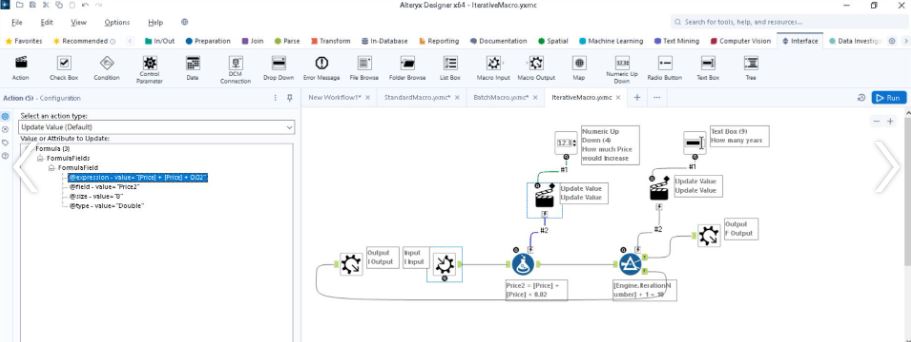 Alteryx Designer x64 - IterativeMacro.yxmc
File Edit View Options Help
Search for tools, help, and resources...
Favorites Recommended In/Out Preparation Join Parse Transform In-Database Reporting Documentation Spatial Machine Learning Text Mining Computer Vision Interface Data Investig
Action Check Box Condition Control Parameter Date DCM Connection Drop Down Error Message File Browse Folder Browse List Box Macro Input Macro Output Map Numeric Up Down Radio Button Text Box Tree
Action (5) - Configuration
New Workflow1* StandardMacro.yxmc* BatchMacro.yxmc* IterativeMacro.yxmc
Run
Select an action type:
Update Value (Default)
Value or Attribute to Update:
Formula (3)
FormulaFields
FormulaField
@expression - value="[Price] + [Price] + 0.02"
@field - value="Price2"
@size - value="8"
@type - value="Double"
Numeric Up
Down (4)
How much Price
would Increase
Text Box (9)
How many years
#1
#1
Update Value
Update Value
Update Value
Update Value
#2
#2
Output
F Output
Output
I Output
Input
I Input
Price2 = [Price] +
[Price] + 0.02
[Engine.IterationN
umber] + 1 = 10